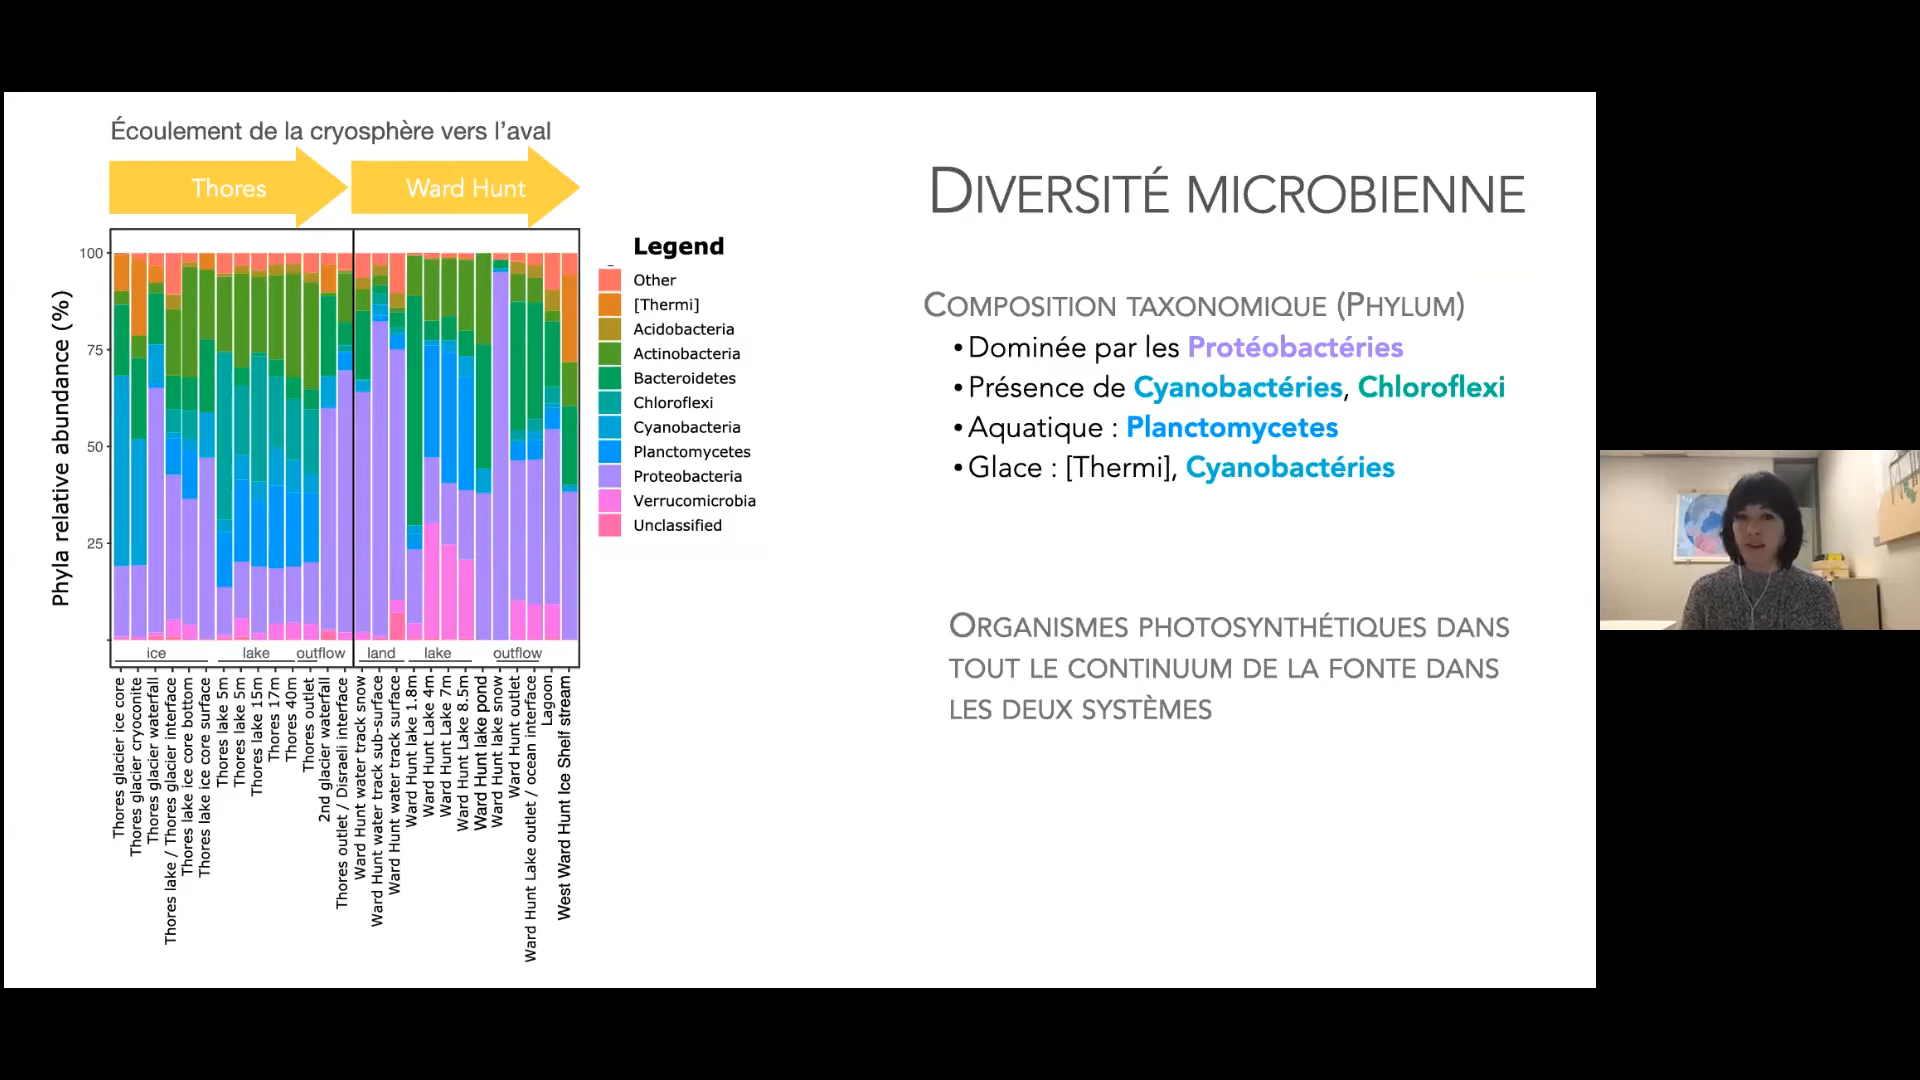 Écoulement de la cryosphère vers l'aval
Thores
Ward Hunt
Phyla relative abundance (%)
100
75
50
25
ice
lake
outflow
land
lake
outflow
Thores glacier ice core
Thores glacier cryoconite
Thores glacier waterfall
Thores lake / Thores glacier interface
Thores lake ice core bottom
Thores lake ice core surface
Thores lake 5m
Thores lake 5m
Thores lake 15m
Thores 17m
Thores 40m
Thores outlet
2nd glacier waterfall
Thores outlet / Disraeli interface
Ward Hunt water track snow
Ward Hunt water track sub-surface
Ward Hunt water track surface
Ward Hunt lake 1.8m
Ward Hunt Lake 4m
Ward Hunt Lake 7m
Ward Hunt Lake 8.5m
Ward Hunt lake pond
Ward Hunt lake snow
Ward Hunt outlet
Ward Hunt Lake outlet / ocean interface
Lagoon
West Ward Hunt Ice Shelf stream
Legend
Other
[Thermi]
Acidobacteria
Actinobacteria
Bacteroidetes
Chloroflexi
Cyanobacteria
Planctomycetes
Proteobacteria
Verrucomicrobia
Unclassified
DIVERSITÉ MICROBIENNE
COMPOSITION TAXONOMIQUE (PHYLUM)
• Dominée par les Protéobactéries
• Présence de Cyanobactéries, Chloroflexi
• Aquatique : Planctomycetes
• Glace : [Thermi], Cyanobactéries
ORGANISMES PHOTOSYNTHÉTIQUES DANS
TOUT LE CONTINUUM DE LA FONTE DANS
LES DEUX SYSTÈMES